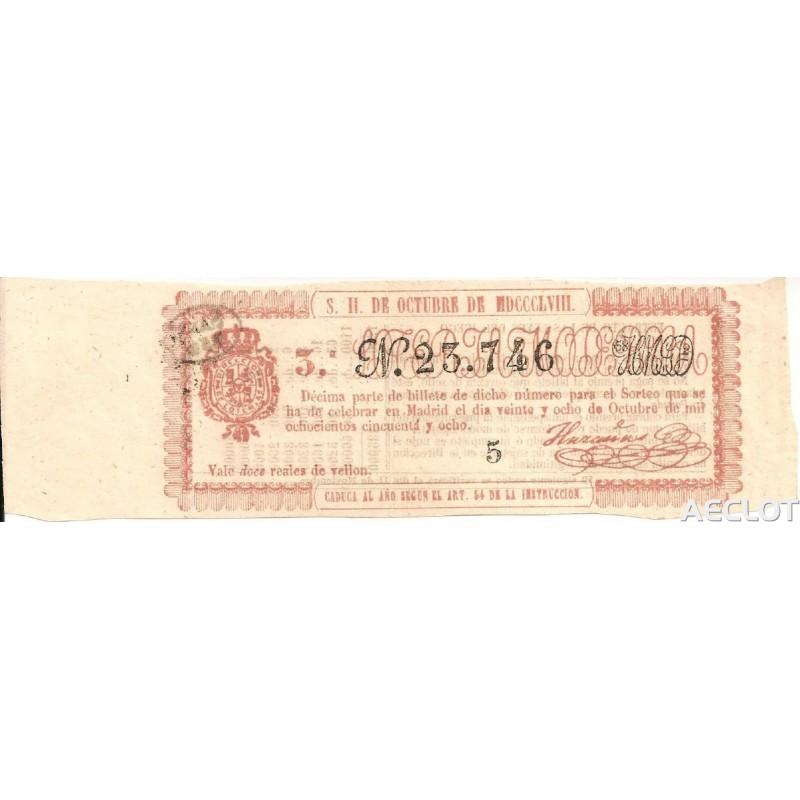 S. II. DE OCTUBRE DE MDCCCLVIII.
3.ª N. 23.746
Décima parte de billete de dicho número para el Sorteo que se
ha de celebrar en Madrid el dia veinte y ocho de Octubre de mil
ochocientos cincuenta y ocho.
5
Vale doce reales de vellon.
CADUCA AL AÑO SEGUN EL ART. 54 DE LA INSTRUCCION.
AECLOT